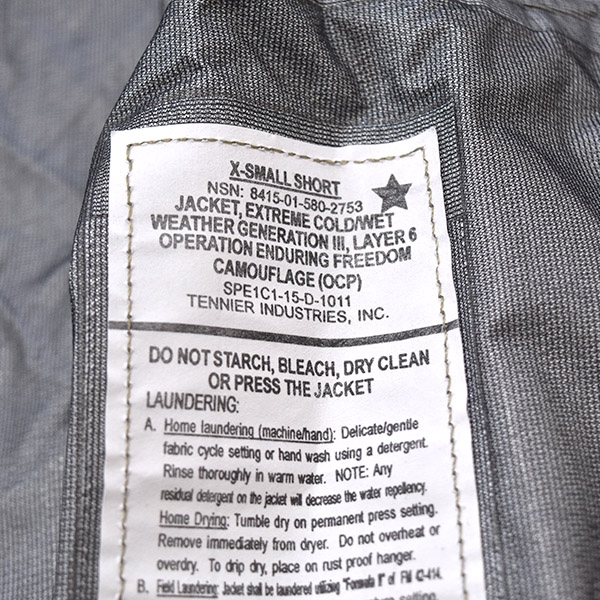 X-SMALL SHORT
NSN: 8415-01-580-2753
JACKET, EXTREME COLD/WET
WEATHER GENERATION III, LAYER 6
OPERATION ENDURING FREEDOM
CAMOUFLAGE (OCP)
SPE1C1-15-D-1011
TENNIER INDUSTRIES, INC.
DO NOT STARCH, BLEACH, DRY CLEAN
OR PRESS THE JACKET
LAUNDERING:
A. Home laundering (machine/hand): Delicate/gentle
fabric cycle setting or hand wash using a detergent.
Rinse thoroughly in warm water. NOTE: Any
residual detergent on the jacket will decrease the water repellency.
Home Drying: Tumble dry on permanent press setting.
Remove immediately from dryer. Do not overheat or
overdry. To drip dry, place on rust proof hanger.
B. Field Laundering: Jacket shall be laundered utilizing "Formula II" of FM 42-414.
setting